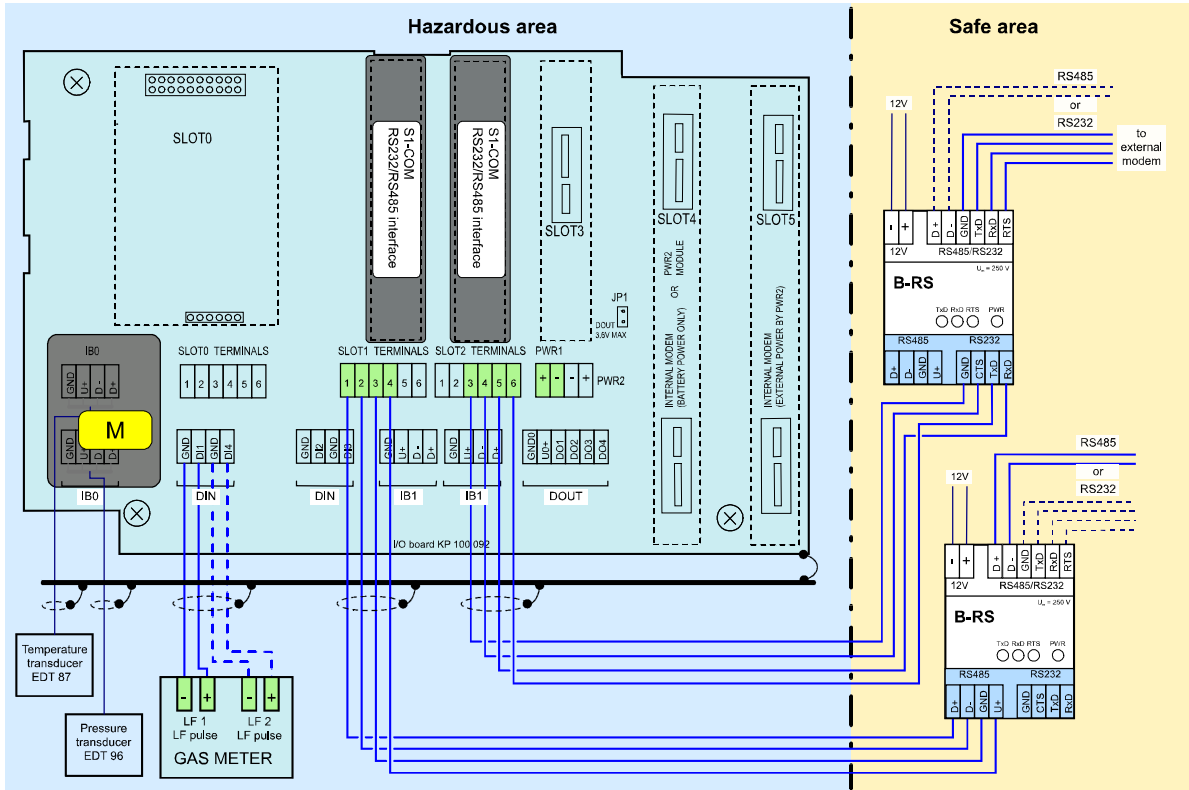 Hazardous area
Safe area
SLOT0
S1-COM
RS232/RS485 interface
S1-COM
RS232/RS485 interface
SLOT3
SLOT4
SLOT5
INTERNAL MODEM OR PWR2
(BATTERY POWER ONLY) MODULE
INTERNAL MODEM
(EXTERNAL POWER BY PWR2)
JP1
DOUT
3,6V MAX
IB0
GND U+ D - D+
SLOT0 TERMINALS
1 2 3 4 5 6
SLOT1 TERMINALS
1 2 3 4 5 6
SLOT2 TERMINALS
1 2 3 4 5 6
PWR1
+ - - +
PWR2
M
GND U+ D D+
IB0
GND DI1 GND DI4
DIN
GND DI2 GND DI3
DIN
GND U+ D - D+
IB1
GND U+ D - D+
IB1
GND0 U0+ DO1 DO2 DO3 DO4
DOUT
I/O board KP 100 092
Temperature
transducer
EDT 87
Pressure
transducer
EDT 96
- + - +
LF 1 LF 2
LF pulse LF pulse
GAS METER
RS485
or
RS232
to
external
modem
12V
- + D + D - GND TxD RxD RTS
12V RS485/RS232
B-RS
TxD RxD RTS PWR
RS485 RS232
D+ D- GND U+ GND CTS TxD RxD
RS485
or
RS232
12V
- + D + D - GND TxD RxD RTS
12V RS485/RS232
B-RS
TxD RxD RTS PWR
RS485 RS232
D+ D- GND U+ GND CTS TxD RxD